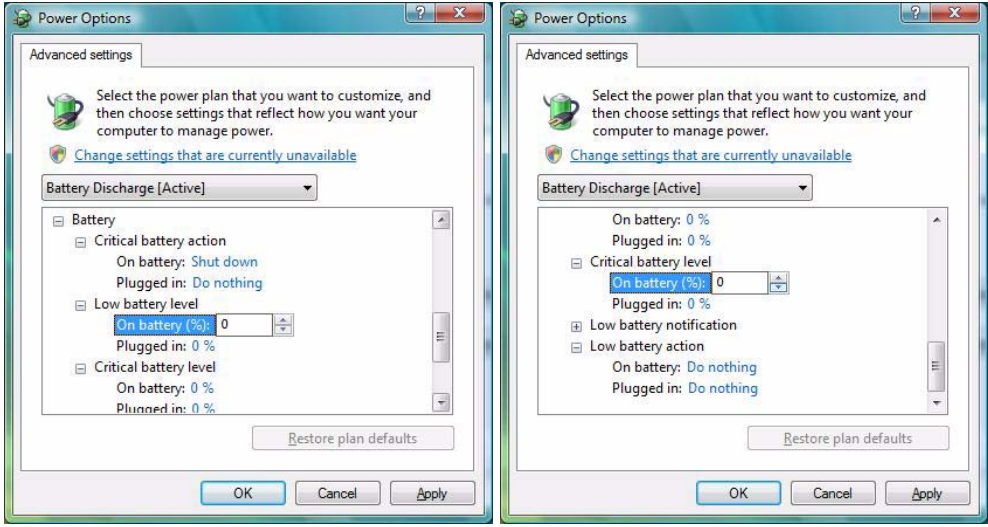 Power Options
Advanced settings
Select the power plan that you want to customize, and
then choose settings that reflect how you want your
computer to manage power.
Change settings that are currently unavailable
Battery Discharge [Active]
Battery
Critical battery action
On battery: Shut down
Plugged in: Do nothing
Low battery level
On battery (%): 0
Plugged in: 0 %
Critical battery level
On battery: 0 %
Plugged in: 0 %
Restore plan defaults
OK Cancel Apply
Power Options
Advanced settings
Select the power plan that you want to customize, and
then choose settings that reflect how you want your
computer to manage power.
Change settings that are currently unavailable
Battery Discharge [Active]
On battery: 0 %
Plugged in: 0 %
Critical battery level
On battery (%): 0
Plugged in: 0 %
Low battery notification
Low battery action
On battery: Do nothing
Plugged in: Do nothing
Restore plan defaults
OK Cancel Apply